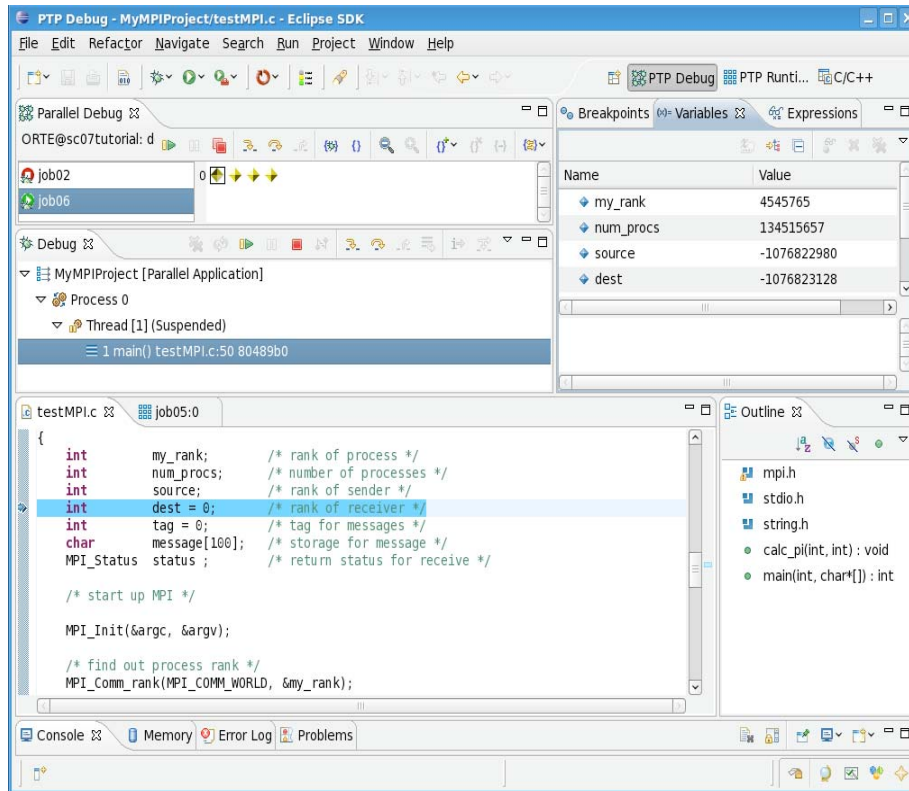 PTP Debug - MyMPIProject/testMPI.c - Eclipse SDK
File Edit Refactor Navigate Search Run Project Window Help
PTP Debug PTP Runti... C/C++
Parallel Debug
ORTE@sc07tutorial: d
job02
job06
0
Breakpoints Variables Expressions
Name Value
my_rank 4545765
num_procs 134515657
source -1076822980
dest -1076823128
Debug
MyMPIProject [Parallel Application]
Process 0
Thread [1] (Suspended)
1 main() testMPI.c:50 80489b0
testMPI.c job05:0
{
int my_rank; /* rank of process */
int num_procs; /* number of processes */
int source; /* rank of sender */
int dest = 0; /* rank of receiver */
int tag = 0; /* tag for messages */
char message[100]; /* storage for message */
MPI_Status status ; /* return status for receive */
/* start up MPI */
MPI_Init(&argc, &argv);
/* find out process rank */
MPI_Comm_rank(MPI_COMM_WORLD, &my_rank);
Outline
mpi.h
stdio.h
string.h
calc_pi(int, int) : void
main(int, char*[]) : int
Console Memory Error Log Problems